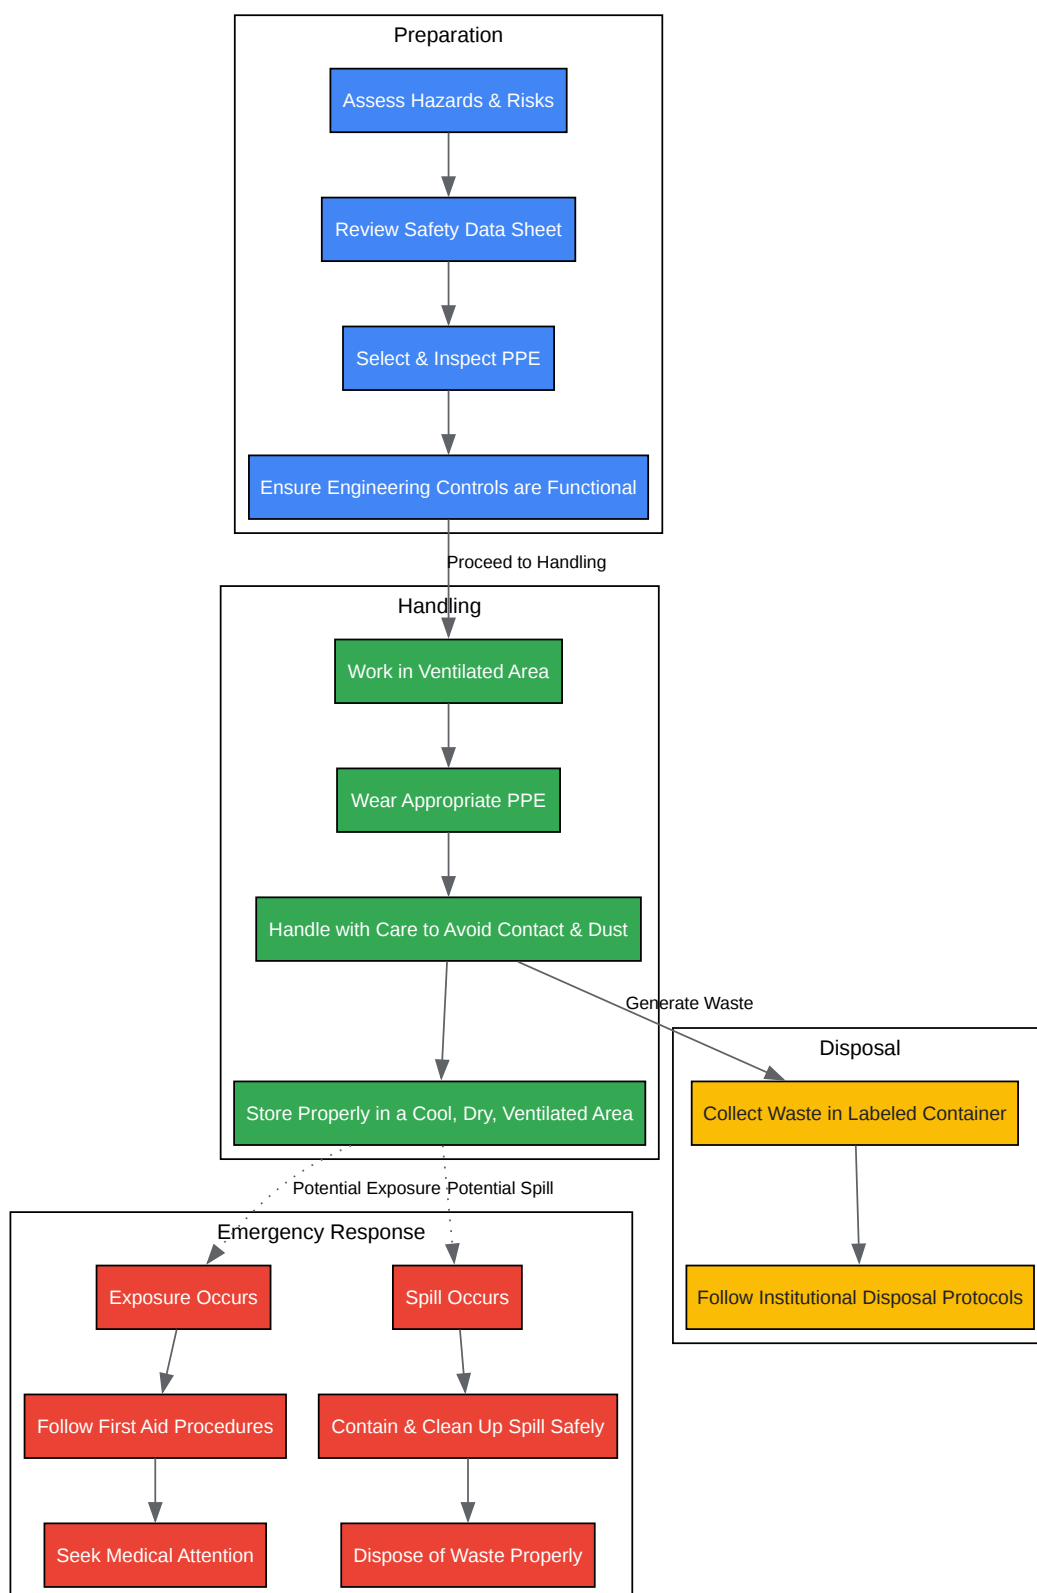 Preparation
Assess Hazards & Risks
Review Safety Data Sheet
Select & Inspect PPE
Ensure Engineering Controls are Functional
Proceed to Handling
Handling
Work in Ventilated Area
Wear Appropriate PPE
Handle with Care to Avoid Contact & Dust
Generate Waste
Store Properly in a Cool, Dry, Ventilated Area
Disposal
Collect Waste in Labeled Container
Follow Institutional Disposal Protocols
Potential Exposure
Potential Spill
Emergency Response
Exposure Occurs
Follow First Aid Procedures
Seek Medical Attention
Spill Occurs
Contain & Clean Up Spill Safely
Dispose of Waste Properly